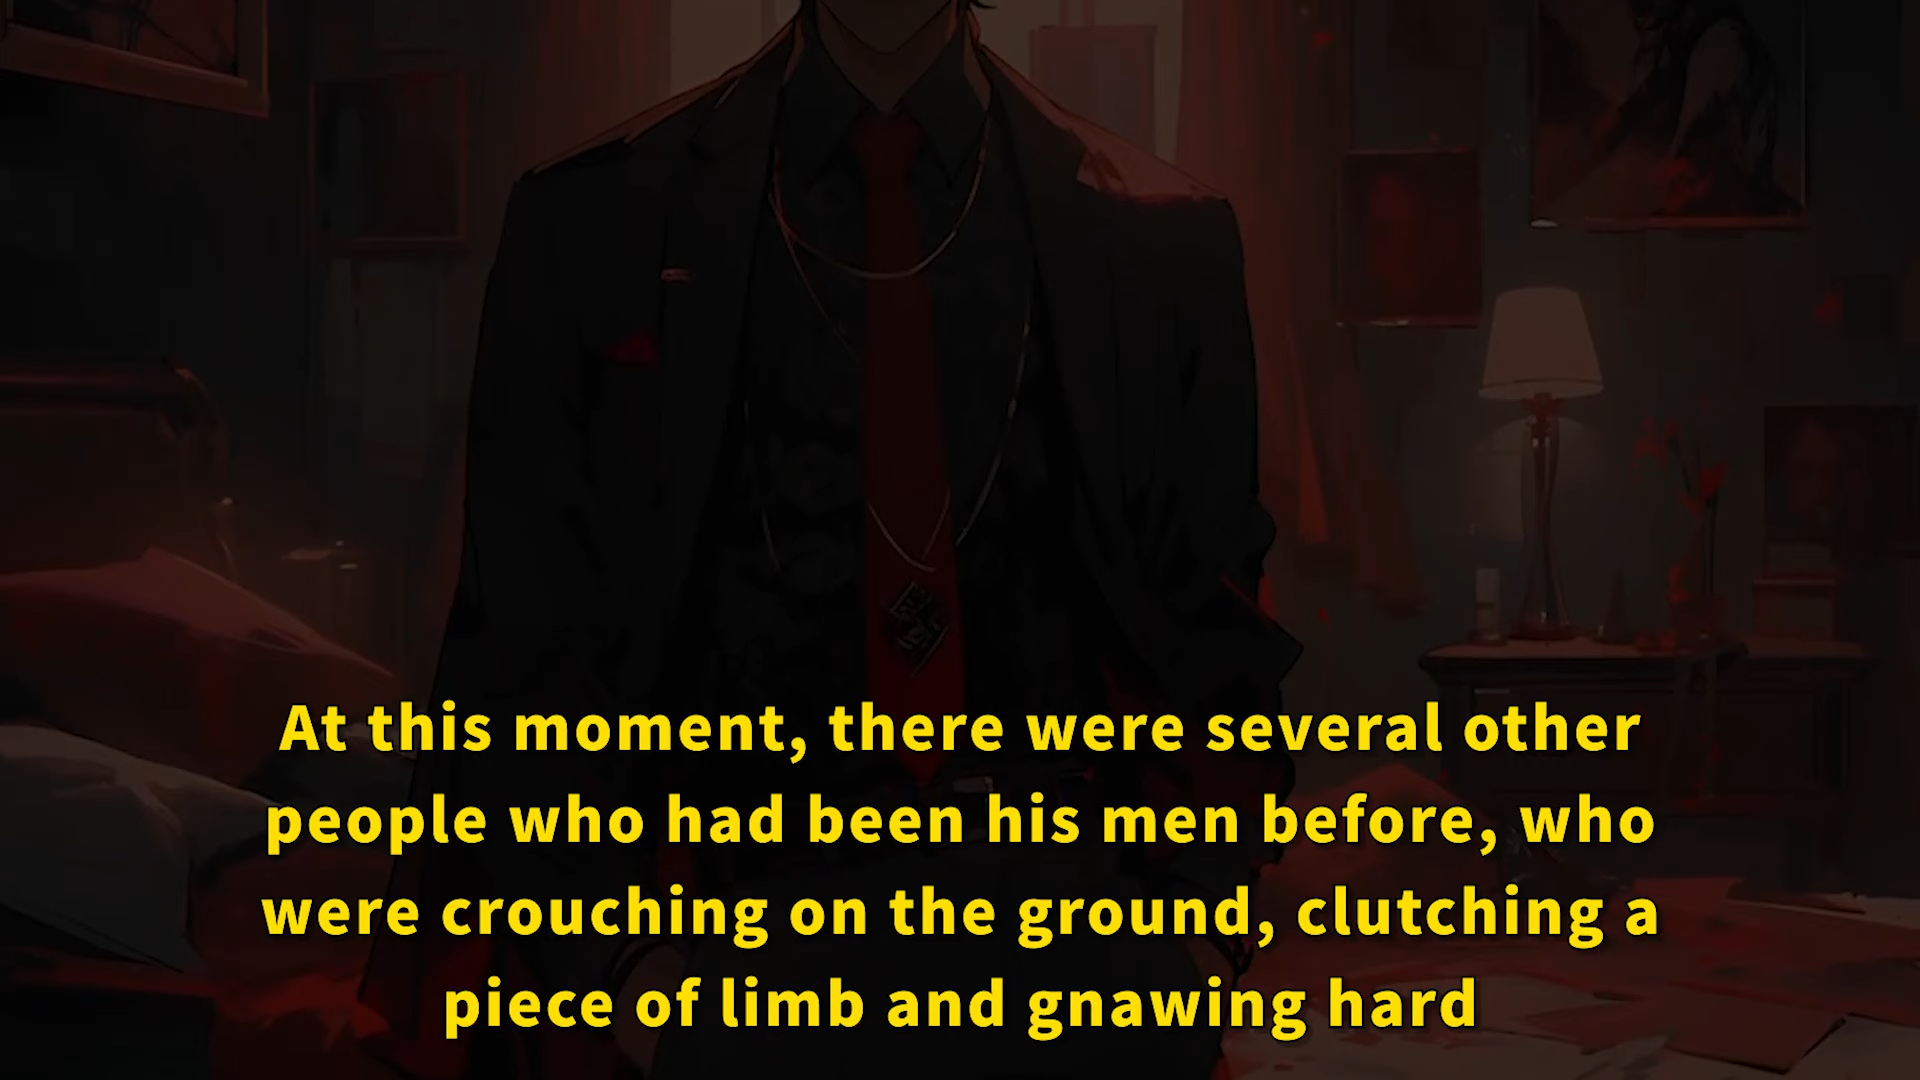 At this moment, there were several other
people who had been his men before, who
were crouching on the ground, clutching a
piece of limb and gnawing hard